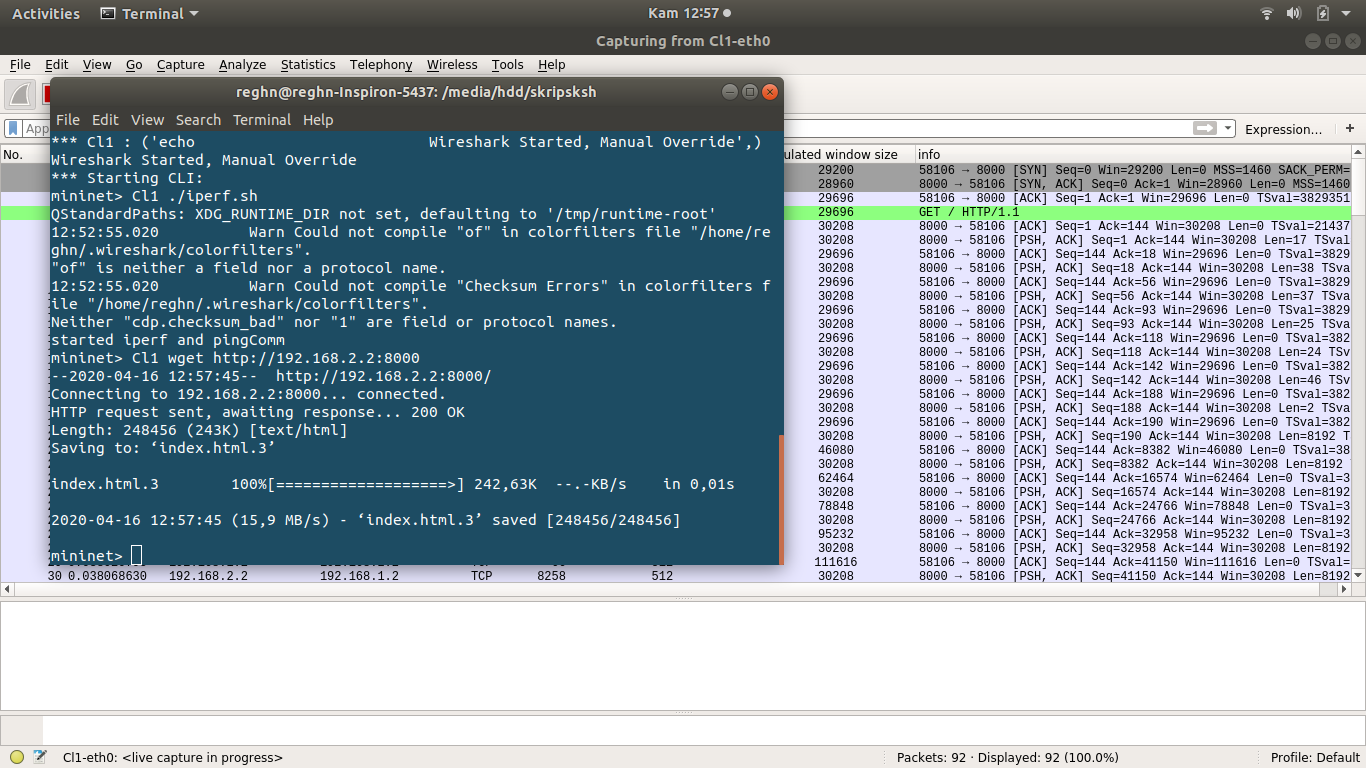 Activities Terminal Kam 12:57
Capturing from Cl1-eth0
File Edit View Go Capture Analyze Statistics Telephony Wireless Tools Help
reghn@reghn-Inspiron-5437: /media/hdd/skripsksh
File Edit View Search Terminal Help
*** Cl1 : ('echo                          Wireshark Started, Manual Override',)
Wireshark Started, Manual Override
*** Starting CLI:
mininet> Cl1 ./iperf.sh
QStandardPaths: XDG_RUNTIME_DIR not set, defaulting to '/tmp/runtime-root'
12:52:55.020          Warn Could not compile "of" in colorfilters file "/home/re
ghn/.wireshark/colorfilters".
"of" is neither a field nor a protocol name.
12:52:55.020          Warn Could not compile "Checksum Errors" in colorfilters f
ile "/home/reghn/.wireshark/colorfilters".
Neither "cdp.checksum_bad" nor "1" are field or protocol names.
started iperf and pingComm
mininet> Cl1 wget http://192.168.2.2:8000
--2020-04-16 12:57:45--  http://192.168.2.2:8000/
Connecting to 192.168.2.2:8000... connected.
HTTP request sent, awaiting response... 200 OK
Length: 248456 (243K) [text/html]
Saving to: ‘index.html.3’
index.html.3        100%[===================>] 242,63K  --.-KB/s    in 0,01s
2020-04-16 12:57:45 (15,9 MB/s) - ‘index.html.3’ saved [248456/248456]
mininet>
App
Expression... +
No. ulated window size info
29200 58106 → 8000 [SYN] Seq=0 Win=29200 Len=0 MSS=1460 SACK_PERM=
28960 8000 → 58106 [SYN, ACK] Seq=0 Ack=1 Win=28960 Len=0 MSS=1460
29696 58106 → 8000 [ACK] Seq=1 Ack=1 Win=29696 Len=0 TSval=3829351
29696 GET / HTTP/1.1
30208 8000 → 58106 [ACK] Seq=1 Ack=144 Win=30208 Len=0 TSval=21437
30208 8000 → 58106 [PSH, ACK] Seq=1 Ack=144 Win=30208 Len=17 TSval
29696 58106 → 8000 [ACK] Seq=144 Ack=18 Win=29696 Len=0 TSval=3829
30208 8000 → 58106 [PSH, ACK] Seq=18 Ack=144 Win=30208 Len=38 TSva
29696 58106 → 8000 [ACK] Seq=144 Ack=56 Win=29696 Len=0 TSval=3829
30208 8000 → 58106 [PSH, ACK] Seq=56 Ack=144 Win=30208 Len=37 TSva
29696 58106 → 8000 [ACK] Seq=144 Ack=93 Win=29696 Len=0 TSval=3829
30208 8000 → 58106 [PSH, ACK] Seq=93 Ack=144 Win=30208 Len=25 TSva
29696 58106 → 8000 [ACK] Seq=144 Ack=118 Win=29696 Len=0 TSval=382
30208 8000 → 58106 [PSH, ACK] Seq=118 Ack=144 Win=30208 Len=24 TSv
29696 58106 → 8000 [ACK] Seq=144 Ack=142 Win=29696 Len=0 TSval=382
30208 8000 → 58106 [PSH, ACK] Seq=142 Ack=144 Win=30208 Len=46 TSv
29696 58106 → 8000 [ACK] Seq=144 Ack=188 Win=29696 Len=0 TSval=382
30208 8000 → 58106 [PSH, ACK] Seq=188 Ack=144 Win=30208 Len=2 TSva
29696 58106 → 8000 [ACK] Seq=144 Ack=190 Win=29696 Len=0 TSval=382
30208 8000 → 58106 [PSH, ACK] Seq=190 Ack=144 Win=30208 Len=8192 T
46080 58106 → 8000 [ACK] Seq=144 Ack=8382 Win=46080 Len=0 TSval=38
30208 8000 → 58106 [PSH, ACK] Seq=8382 Ack=144 Win=30208 Len=8192
62464 58106 → 8000 [ACK] Seq=144 Ack=16574 Win=62464 Len=0 TSval=3
30208 8000 → 58106 [PSH, ACK] Seq=16574 Ack=144 Win=30208 Len=8192
78848 58106 → 8000 [ACK] Seq=144 Ack=24766 Win=78848 Len=0 TSval=3
30208 8000 → 58106 [PSH, ACK] Seq=24766 Ack=144 Win=30208 Len=8192
95232 58106 → 8000 [ACK] Seq=144 Ack=32958 Win=95232 Len=0 TSval=3
30208 8000 → 58106 [PSH, ACK] Seq=32958 Ack=144 Win=30208 Len=8192
111616 58106 → 8000 [ACK] Seq=144 Ack=41150 Win=111616 Len=0 TSval=
30 0.038068630 192.168.2.2 192.168.1.2 TCP 8258 512 30208 8000 → 58106 [PSH, ACK] Seq=41150 Ack=144 Win=30208 Len=8192
Cl1-eth0: <live capture in progress> Packets: 92 · Displayed: 92 (100.0%) Profile: Default